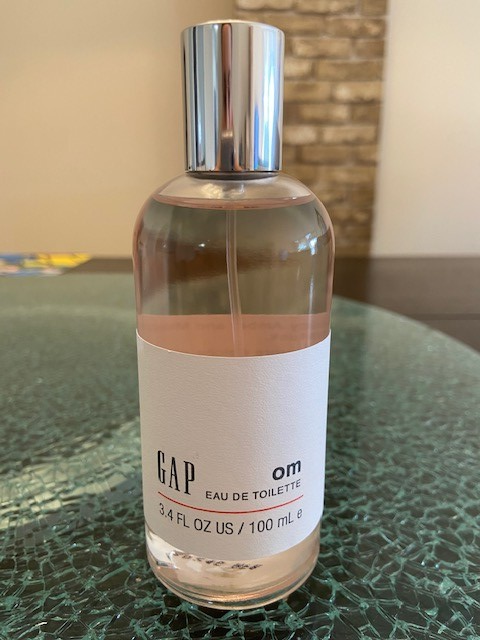 GAP om
EAU DE TOILETTE
3.4 FL OZ US / 100 mL e